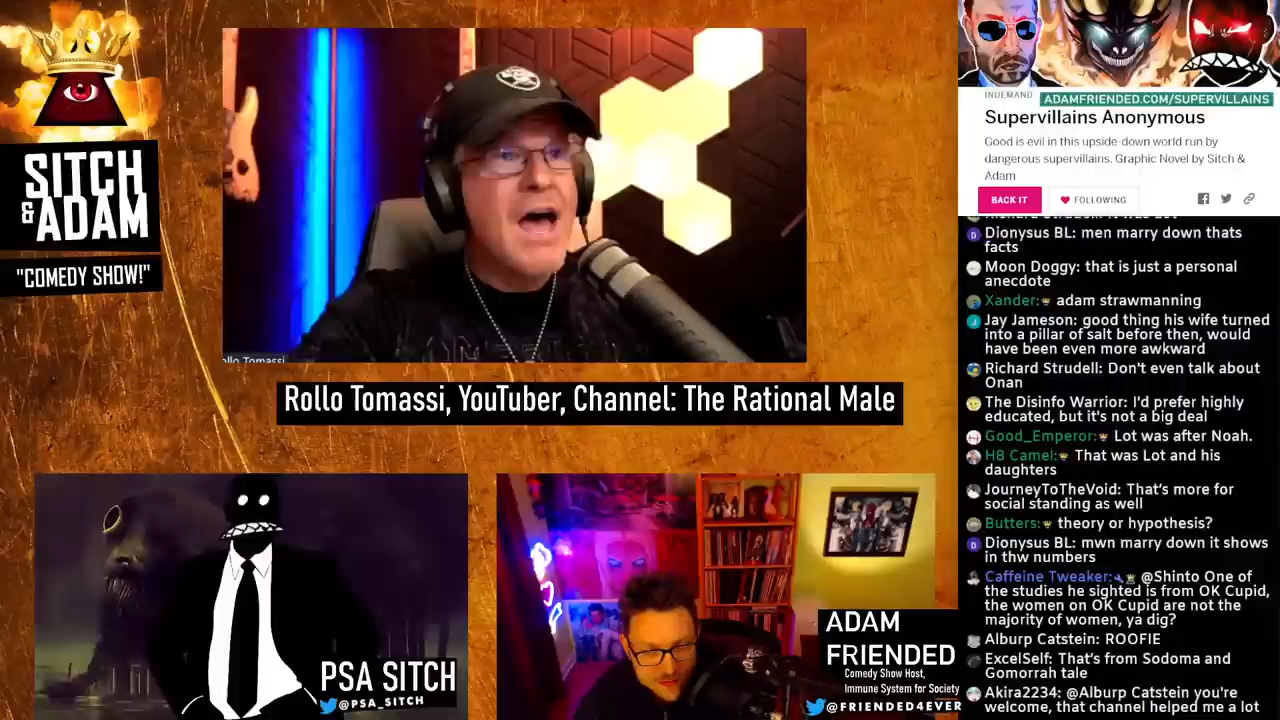 SITCH
& ADAM
"COMEDY SHOW!"
ollo Tomassi
Rollo Tomassi, YouTuber, Channel: The Rational Male
PSA SITCH
@PSA_SITCH
ADAM
FRIENDED
Comedy Show Host,
Immune System for Society
@FRIENDED4EVER
INDEMAND
ADAMFRIENDED.COM/SUPERVILLAINS
Supervillains Anonymous
Good is evil in this upside-down world run by
dangerous supervillains. Graphic Novel by Sitch &
Adam
BACK IT
FOLLOWING
Dionysus BL: men marry down thats
facts
Moon Doggy: that is just a personal
anecdote
Xander: adam strawmanning
Jay Jameson: good thing his wife turned
into a pillar of salt before then, would
have been even more awkward
Richard Strudell: Don't even talk about
Onan
The Disinfo Warrior: I'd prefer highly
educated, but it's not a big deal
Good_Emperor: Lot was after Noah.
H8 Camel: That was Lot and his
daughters
JourneyToTheVoid: That's more for
social standing as well
Butters: theory or hypothesis?
Dionysus BL: mwn marry down it shows
in thw numbers
Caffeine Tweaker: @Shinto One of
the studies he sighted is from OK Cupid,
the women on OK Cupid are not the
majority of women, ya dig?
Alburp Catstein: ROOFIE
ExcelSelf: That's from Sodoma and
Gomorrah tale
Akira2234: @Alburp Catstein you're
welcome, that channel helped me a lot